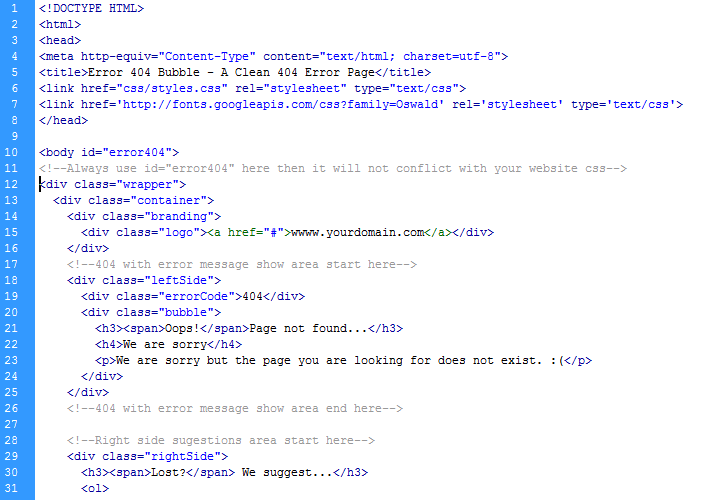 1 <!DOCTYPE HTML>
2 <html>
3 <head>
4 <meta http-equiv="Content-Type" content="text/html; charset=utf-8">
5 <title>Error 404 Bubble - A Clean 404 Error Page</title>
6 <link href="css/styles.css" rel="stylesheet" type="text/css">
7 <link href='http://fonts.googleapis.com/css?family=Oswald' rel='stylesheet' type='text/css'>
8 </head>
9
10 <body id="error404">
11 <!--Always use id="error404" here then it will not conflict with your website css-->
12 <div class="wrapper">
13   <div class="container">
14     <div class="branding">
15       <div class="logo"><a href="#">wwww.yourdomain.com</a></div>
16     </div>
17     <!--404 with error message show area start here-->
18     <div class="leftSide">
19       <div class="errorCode">404</div>
20       <div class="bubble">
21         <h3><span>Oops!</span>Page not found...</h3>
22         <h4>We are sorry</h4>
23         <p>We are sorry but the page you are looking for does not exist. :(</p>
24       </div>
25     </div>
26     <!--404 with error message show area end here-->
27
28     <!--Right side sugestions area start here-->
29     <div class="rightSide">
30       <h3><span>Lost?</span> We suggest...</h3>
31       <ol>